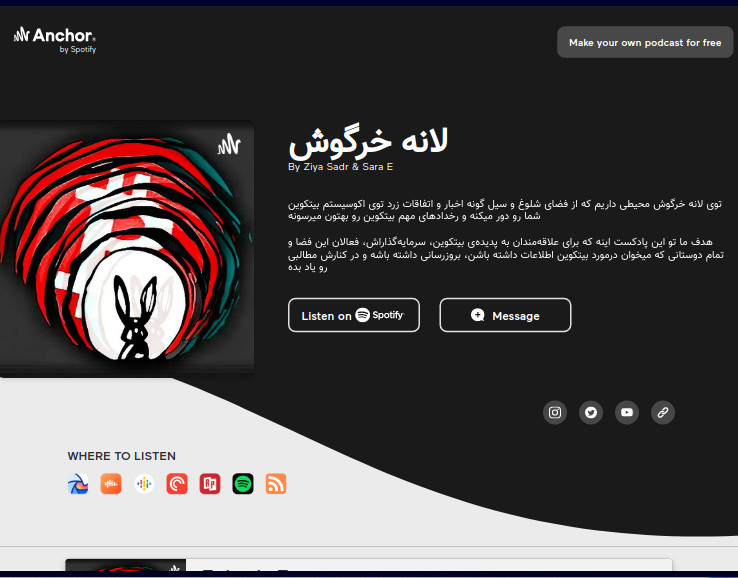 Anchor.
by Spotify
Make your own podcast for free
لانه خرگوش
By Ziya Sadr & Sara E
توی لانه خرگوش محیطی داریم که از فضای شلوغ و سیل گونه اخبار و اتفاقات زرد توی اکوسیستم بیتکوین
شما رو دور میکنه و رخدادهای مهم بیتکوین رو بهتون میرسونه
هدف ما تو این پادکست اینه که برای علاقه‌مندان به پدیده‌ی بیتکوین، سرمایه‌گذاراش، فعالان این فضا و
تمام دوستانی که میخوان درمورد بیتکوین اطلاعات داشته باشن، بروزرسانی داشته باشه و در کنارش مطالبی
رو یاد بده
Listen on Spotify
Message
WHERE TO LISTEN